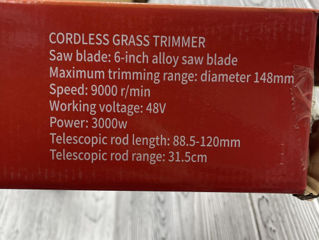 CORDLESS GRASS TRIMMER
Saw blade: 6-inch alloy saw blade
Maximum trimming range: diameter 148mm
Speed: 9000 r/min
Working voltage: 48V
Power: 3000w
Telescopic rod length: 88.5-120mm
Telescopic rod range: 31.5cm